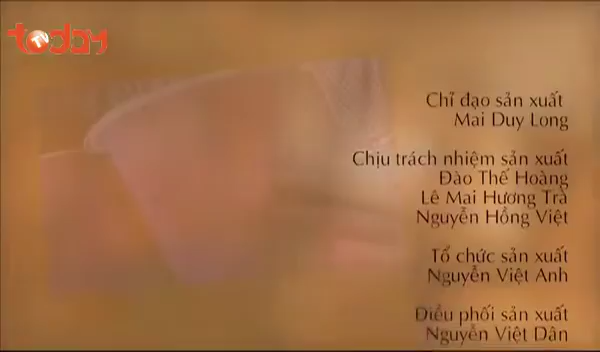 today
TV
Chỉ đạo sản xuất
Mai Duy Long
Chịu trách nhiệm sản xuất
Đào Thế Hoàng
Lê Mai Hương Trà
Nguyễn Hồng Việt
Tổ chức sản xuất
Nguyễn Việt Anh
Điều phối sản xuất
Nguyễn Việt Dân